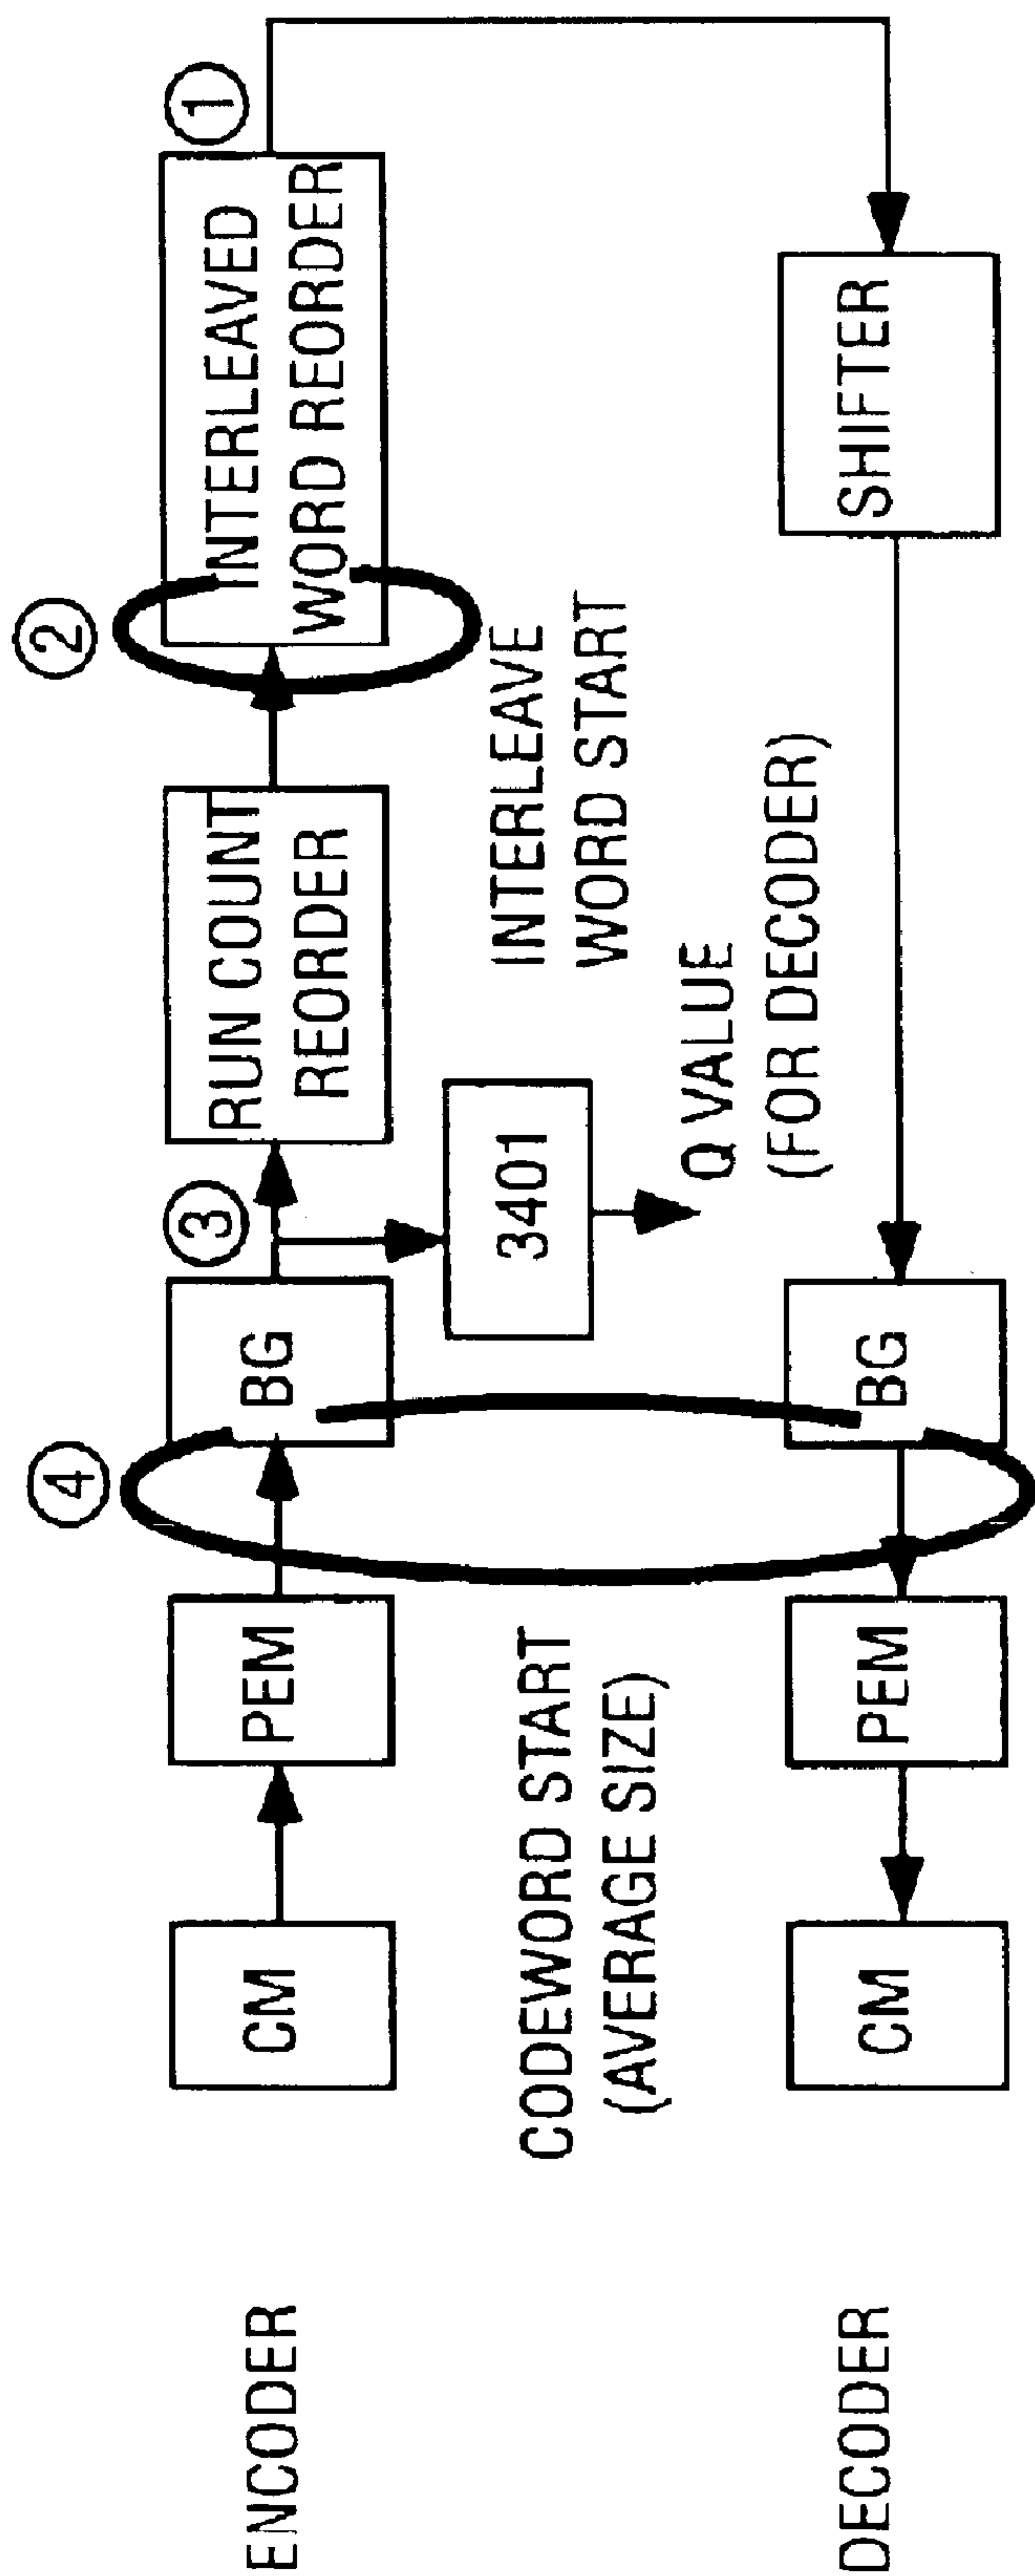 ENCODER
CM
PEM
④
BG
③
RUN COUNT
REORDER
②
INTERLEAVED
WORD REORDER
①
3401
INTERLEAVE
WORD START
Q VALUE
(FOR DECODER)
CODEWORD START
(AVERAGE SIZE)
DECODER
CM
PEM
BG
SHIFTER